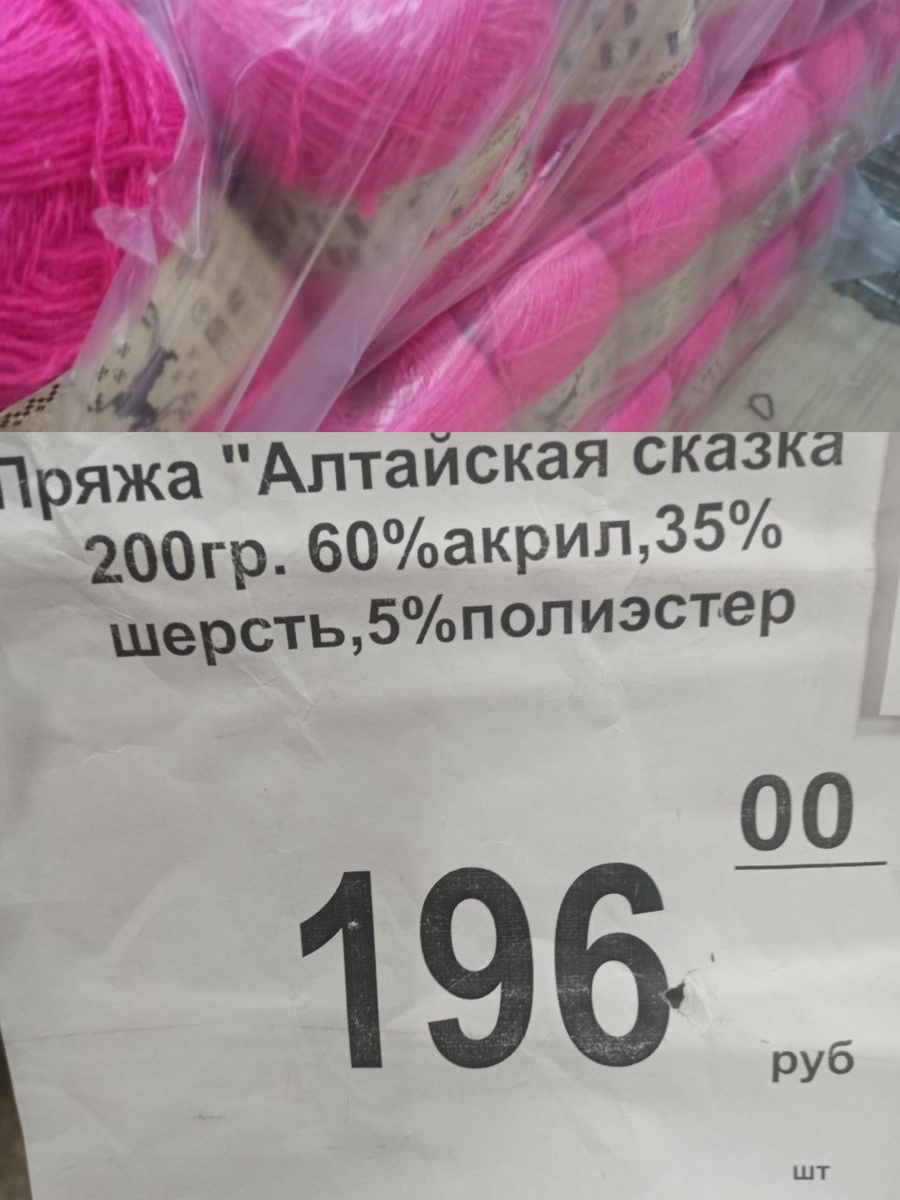 Пряжа "Алтайская сказка
200гр. 60%акрил,35%
шерсть,5%полиэстер
196 00
руб
шт